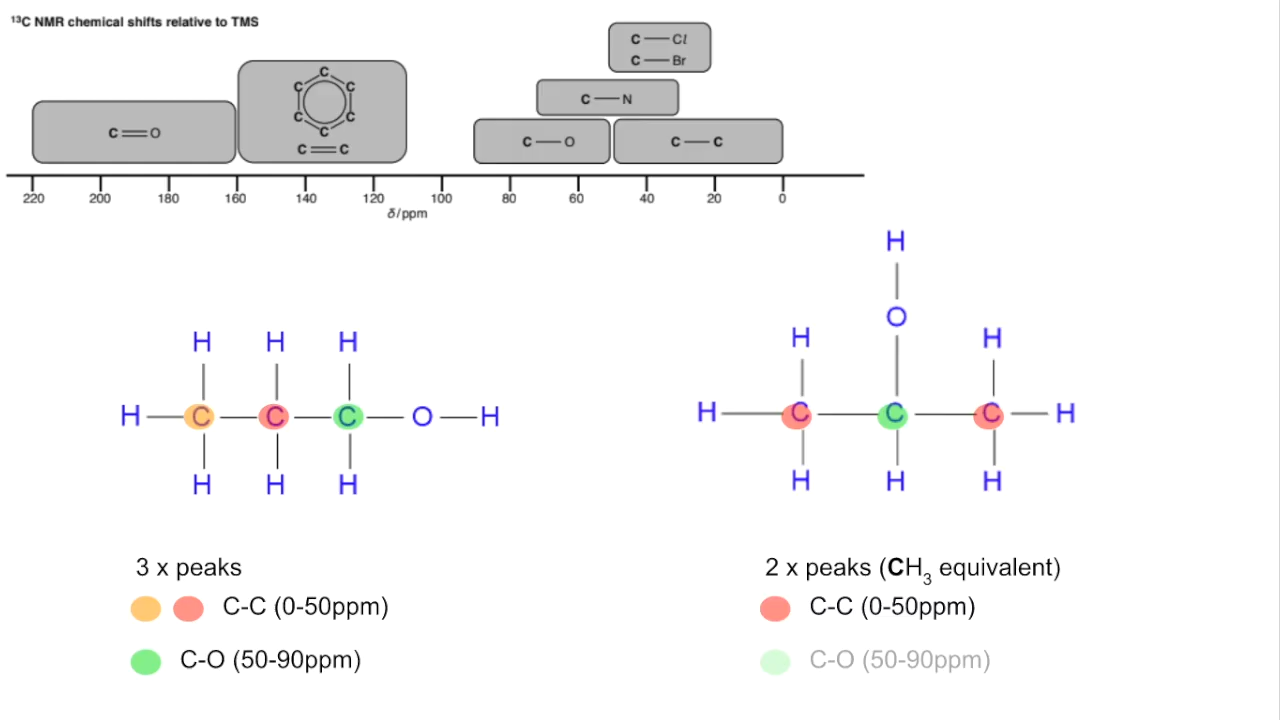 ¹³C NMR chemical shifts relative to TMS
C—Cl
C—Br
C
C C
C—N
C C
C═O
C
C—O
C—C
C═C
220 200 180 160 140 120 100 80 60 40 20 0
δ/ppm
H
O
H H H
H H
H—C—C—C—O—H
H—C—C—C—H
H H H
H H H
3 x peaks
2 x peaks (CH₃ equivalent)
C-C (0-50ppm)
C-C (0-50ppm)
C-O (50-90ppm)
C-O (50-90ppm)